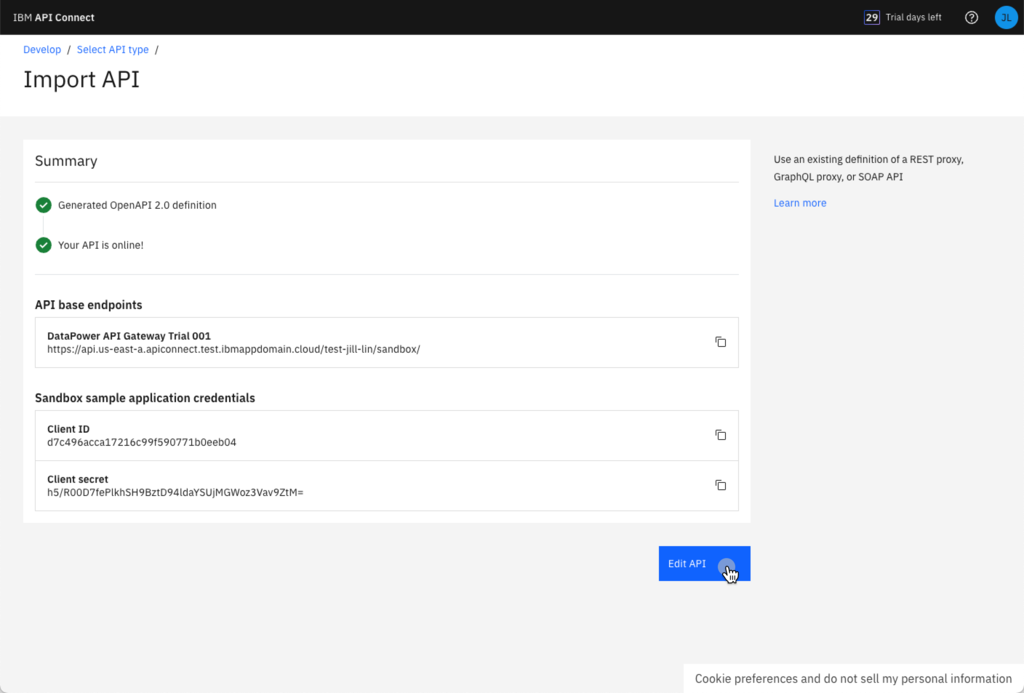 IBM API Connect
29 Trial days left
JL
Develop / Select API type /
Import API
Summary
Generated OpenAPI 2.0 definition
Your API is online!
API base endpoints
DataPower API Gateway Trial 001
https://api.us-east-a.apiconnect.test.ibmappdomain.cloud/test-jill-lin/sandbox/
Sandbox sample application credentials
Client ID
d7c496acca17216c99f590771b0eeb04
Client secret
h5/R00D7fePlkhSH9BztD94ldaYSUjMGWoz3Vav9ZtM=
Edit API
Use an existing definition of a REST proxy,
GraphQL proxy, or SOAP API
Learn more
Cookie preferences and do not sell my personal information